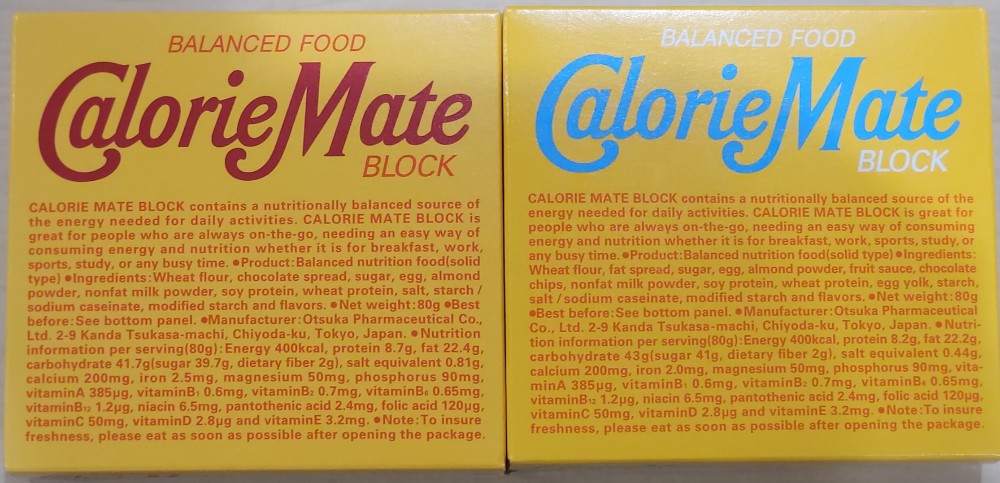 BALANCED FOOD
CalorieMate
BLOCK
CALORIE MATE BLOCK contains a nutritionally balanced source of
the energy needed for daily activities. CALORIE MATE BLOCK is
great for people who are always on-the-go, needing an easy way of
consuming energy and nutrition whether it is for breakfast, work,
sports, study, or any busy time. ●Product:Balanced nutrition food(solid
type) ●Ingredients:Wheat flour, chocolate spread, sugar, egg, almond
powder, nonfat milk powder, soy protein, wheat protein, salt, starch /
sodium caseinate, modified starch and flavors. ●Net weight:80g ●Best
before:See bottom panel. ●Manufacturer:Otsuka Pharmaceutical
Co., Ltd. 2-9 Kanda Tsukasa-machi, Chiyoda-ku, Tokyo, Japan. ●Nutrition
information per serving(80g):Energy 400kcal, protein 8.7g, fat 22.4g,
carbohydrate 41.7g(sugar 39.7g, dietary fiber 2g), salt equivalent 0.81g,
calcium 200mg, iron 2.5mg, magnesium 50mg, phosphorus 90mg,
vitaminA 385μg, vitaminB₁ 0.6mg, vitaminB₂ 0.7mg, vitaminB₆ 0.65mg,
vitaminB₁₂ 1.2μg, niacin 6.5mg, pantothenic acid 2.4mg, folic acid 120μg,
vitaminC 50mg, vitaminD 2.8μg and vitaminE 3.2mg. ●Note:To insure
freshness, please eat as soon as possible after opening the package.
BALANCED FOOD
CalorieMate
BLOCK
CALORIE MATE BLOCK contains a nutritionally balanced source of the
energy needed for daily activities. CALORIE MATE BLOCK is great for
people who are always on-the-go, needing an easy way of consuming
energy and nutrition whether it is for breakfast, work, sports, study, or
any busy time. ●Product:Balanced nutrition food(solid type) ●Ingredients:
Wheat flour, fat spread, sugar, egg, almond powder, fruit sauce, chocolate
chips, nonfat milk powder, soy protein, wheat protein, egg yolk, starch,
salt / sodium caseinate, modified starch and flavors. ●Net weight:80g
●Best before:See bottom panel. ●Manufacturer:Otsuka Pharmaceutical
Co., Ltd. 2-9 Kanda Tsukasa-machi, Chiyoda-ku, Tokyo, Japan. ●Nutri-
tion information per serving(80g):Energy 400kcal, protein 8.2g, fat 22.2g,
carbohydrate 43g(sugar 41g, dietary fiber 2g), salt equivalent 0.44g,
calcium 200mg, iron 2.0mg, magnesium 50mg, phosphorus 90mg, vita-
minA 385μg, vitaminB₁ 0.6mg, vitaminB₂ 0.7mg, vitaminB₆ 0.65mg,
vitaminB₁₂ 1.2μg, niacin 6.5mg, pantothenic acid 2.4mg, folic acid 120μg,
vitaminC 50mg, vitaminD 2.8μg and vitaminE 3.2mg. ●Note:To insure
freshness, please eat as soon as possible after opening the package.